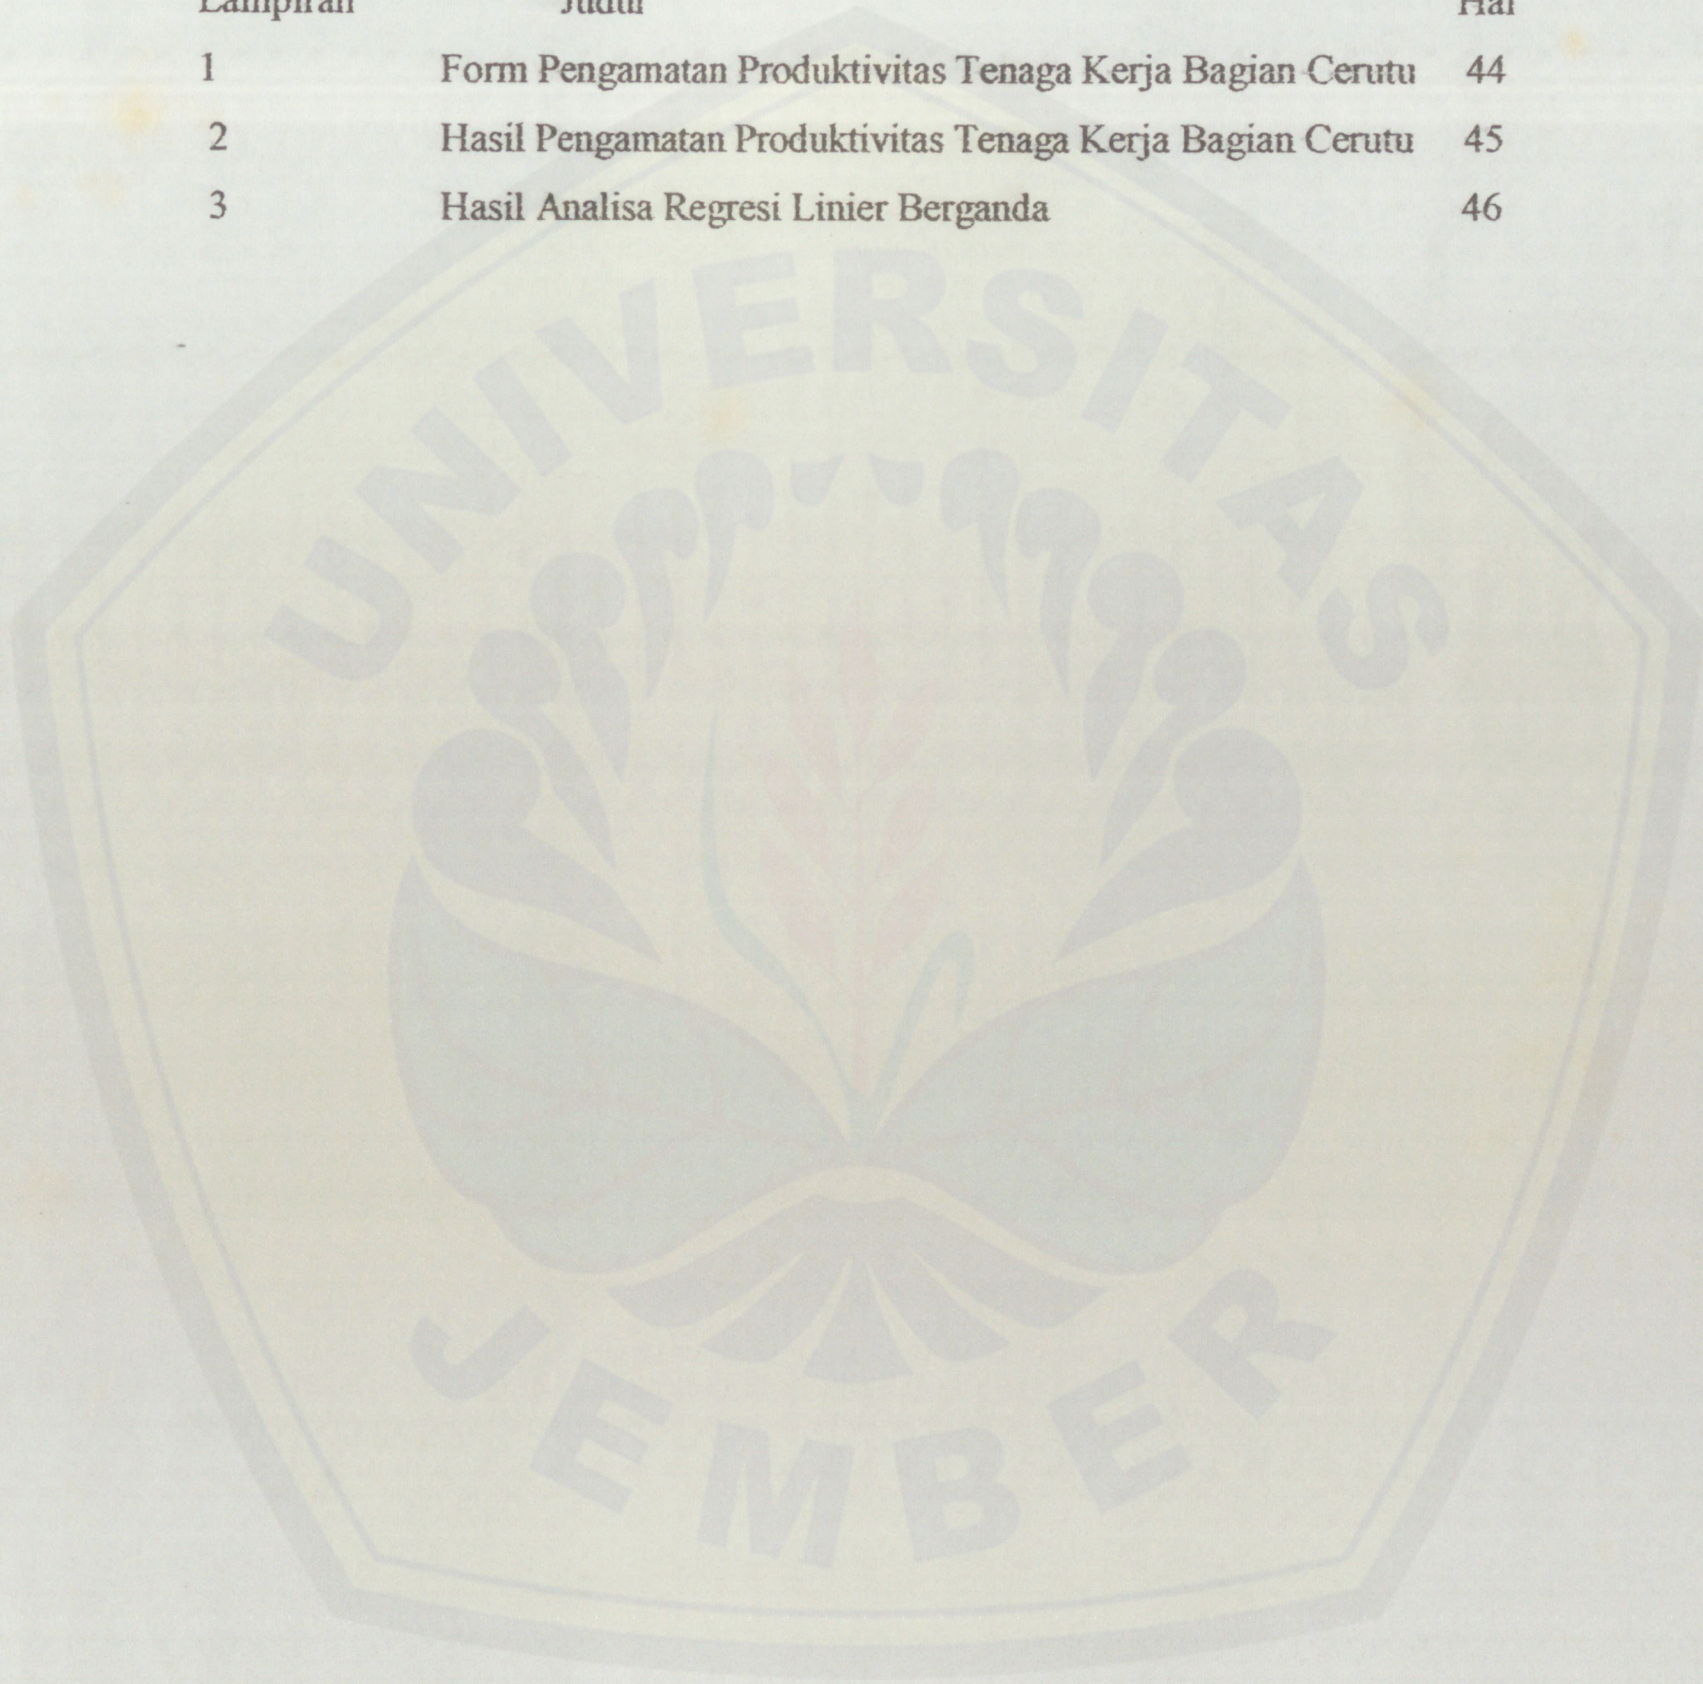 Lampiran Judul Hal
1 Form Pengamatan Produktivitas Tenaga Kerja Bagian Cerutu 44
2 Hasil Pengamatan Produktivitas Tenaga Kerja Bagian Cerutu 45
3 Hasil Analisa Regresi Linier Berganda 46
UNIVERSITAS
JEMBER